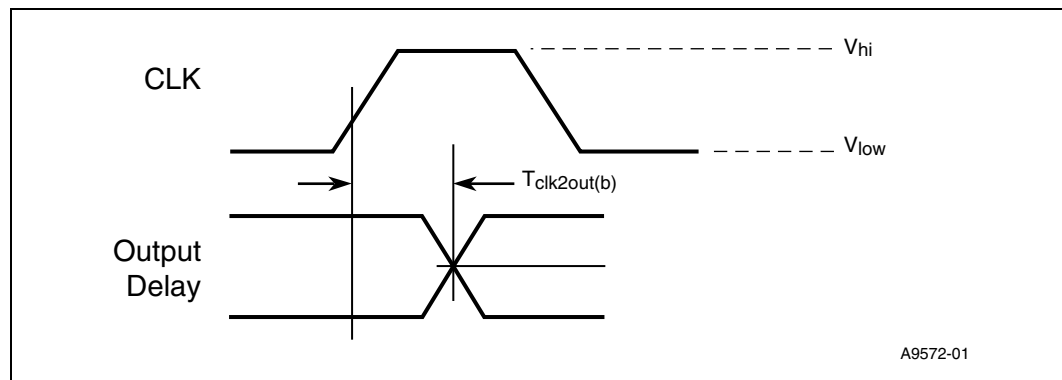 CLK
Vhi
Vlow
Tclk2out(b)
Output
Delay
A9572-01